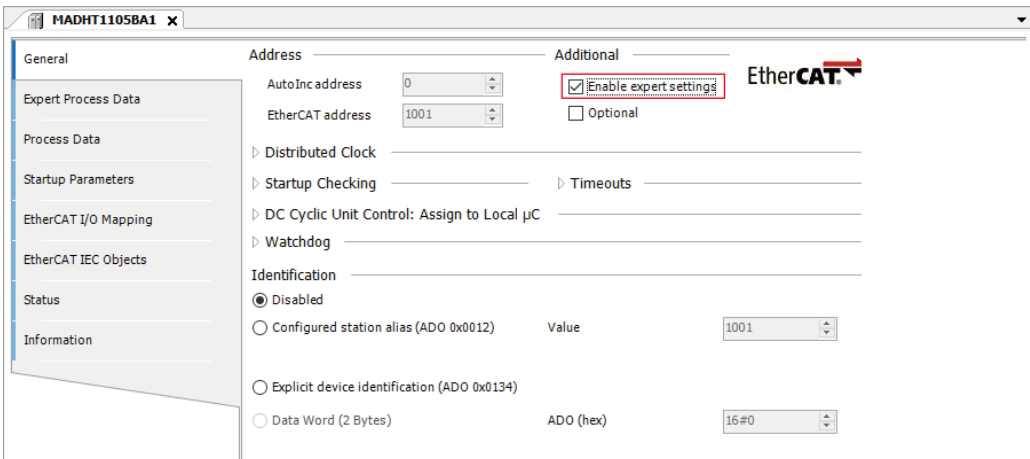 MADHT1105BA1 X
General
Expert Process Data
Process Data
Startup Parameters
EtherCAT I/O Mapping
EtherCAT IEC Objects
Status
Information
Address
AutoInc address 0
EtherCAT address 1001
Additional
Enable expert settings
Optional
EtherCAT.
Distributed Clock
Startup Checking
Timeouts
DC Cyclic Unit Control: Assign to Local µC
Watchdog
Identification
Disabled
Configured station alias (ADO 0x0012) Value 1001
Explicit device identification (ADO 0x0134)
Data Word (2 Bytes) ADO (hex) 16#0